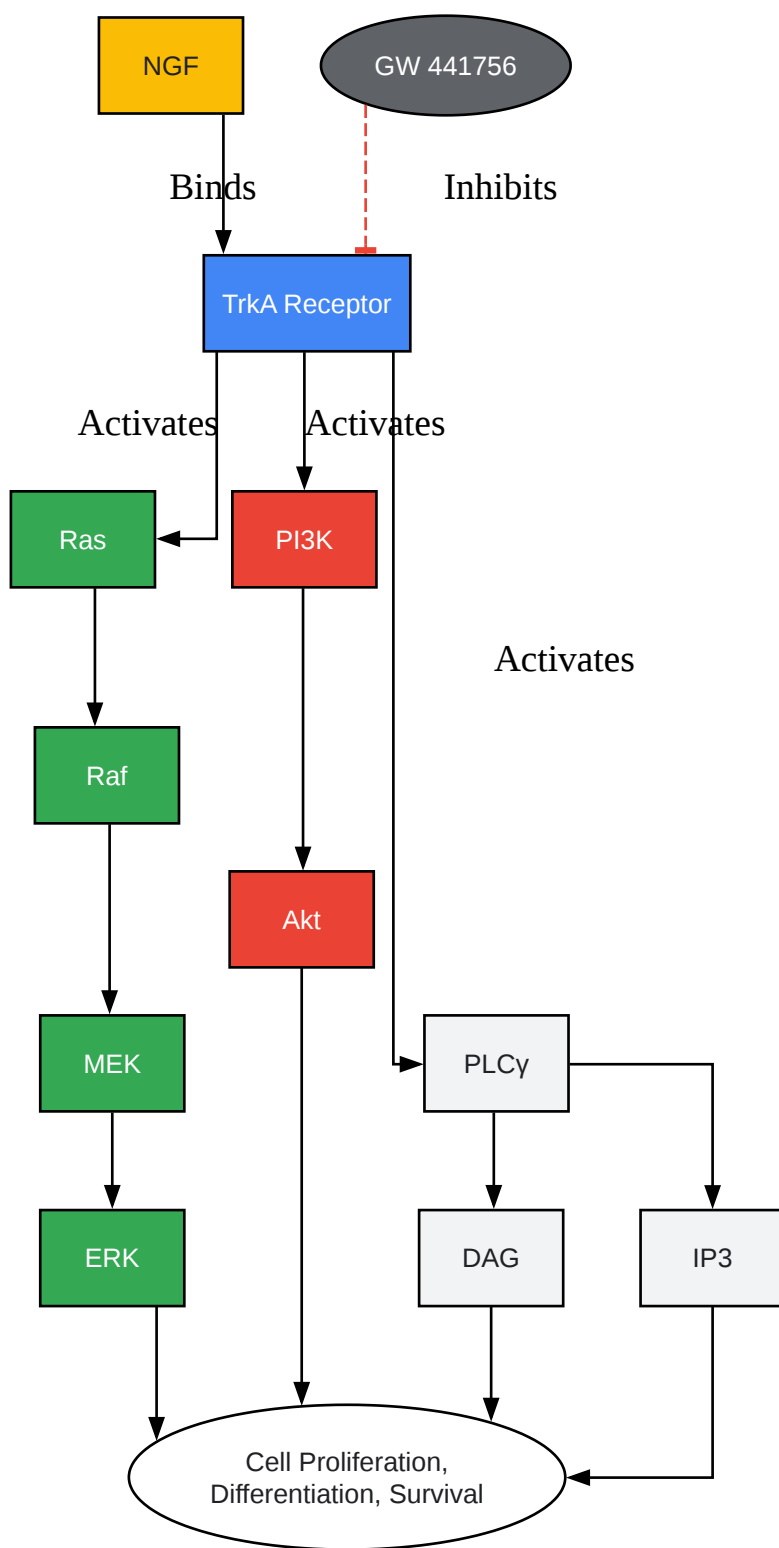 NGF
GW 441756
Binds
Inhibits
TrkA Receptor
Activates
Activates
Ras
PI3K
Activates
Raf
Akt
MEK
PLCγ
ERK
DAG
IP3
Cell Proliferation,
Differentiation, Survival